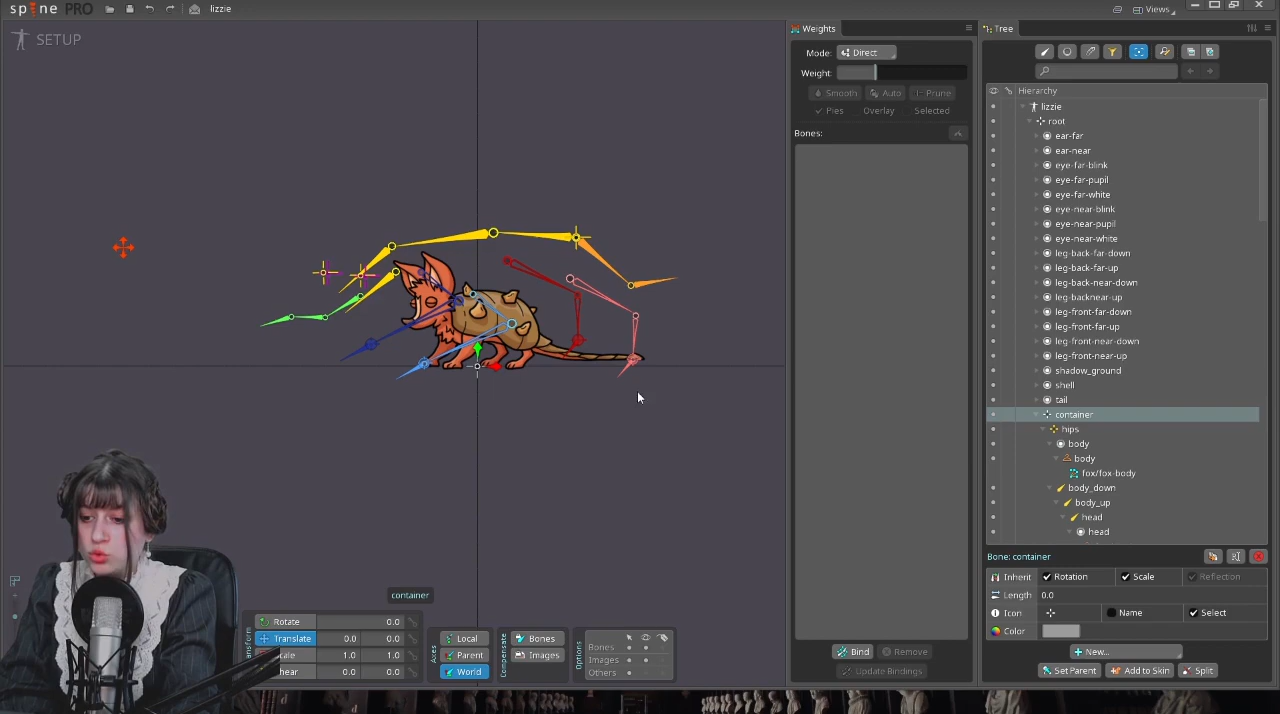 spine PRO
lizzie
Views
SETUP
Weights
Mode:
Direct
Weight:
Smooth
Auto
Prune
Pies
Overlay
Selected
Bones:
Bind
Remove
Update Bindings
Tree
Hierarchy
lizzie
root
ear-far
ear-near
eye-far-blink
eye-far-pupil
eye-far-white
eye-near-blink
eye-near-pupil
eye-near-white
leg-back-far-down
leg-back-far-up
leg-back-near-down
leg-backnear-up
leg-front-far-down
leg-front-far-up
leg-front-near-down
leg-front-near-up
shadow_ground
shell
tail
container
hips
body
body
fox/fox-body
body_down
body_up
head
head
Bone: container
Inherit
Rotation
Scale
Reflection
Length
0.0
Icon
Name
Select
Color
New...
Set Parent
Add to Skin
Split
container
Rotate
0.0
Translate
0.0
0.0
cale
1.0
1.0
hear
0.0
0.0
Axes
Local
Parent
World
Compensate
Bones
Images
Options
Bones
Images
Others